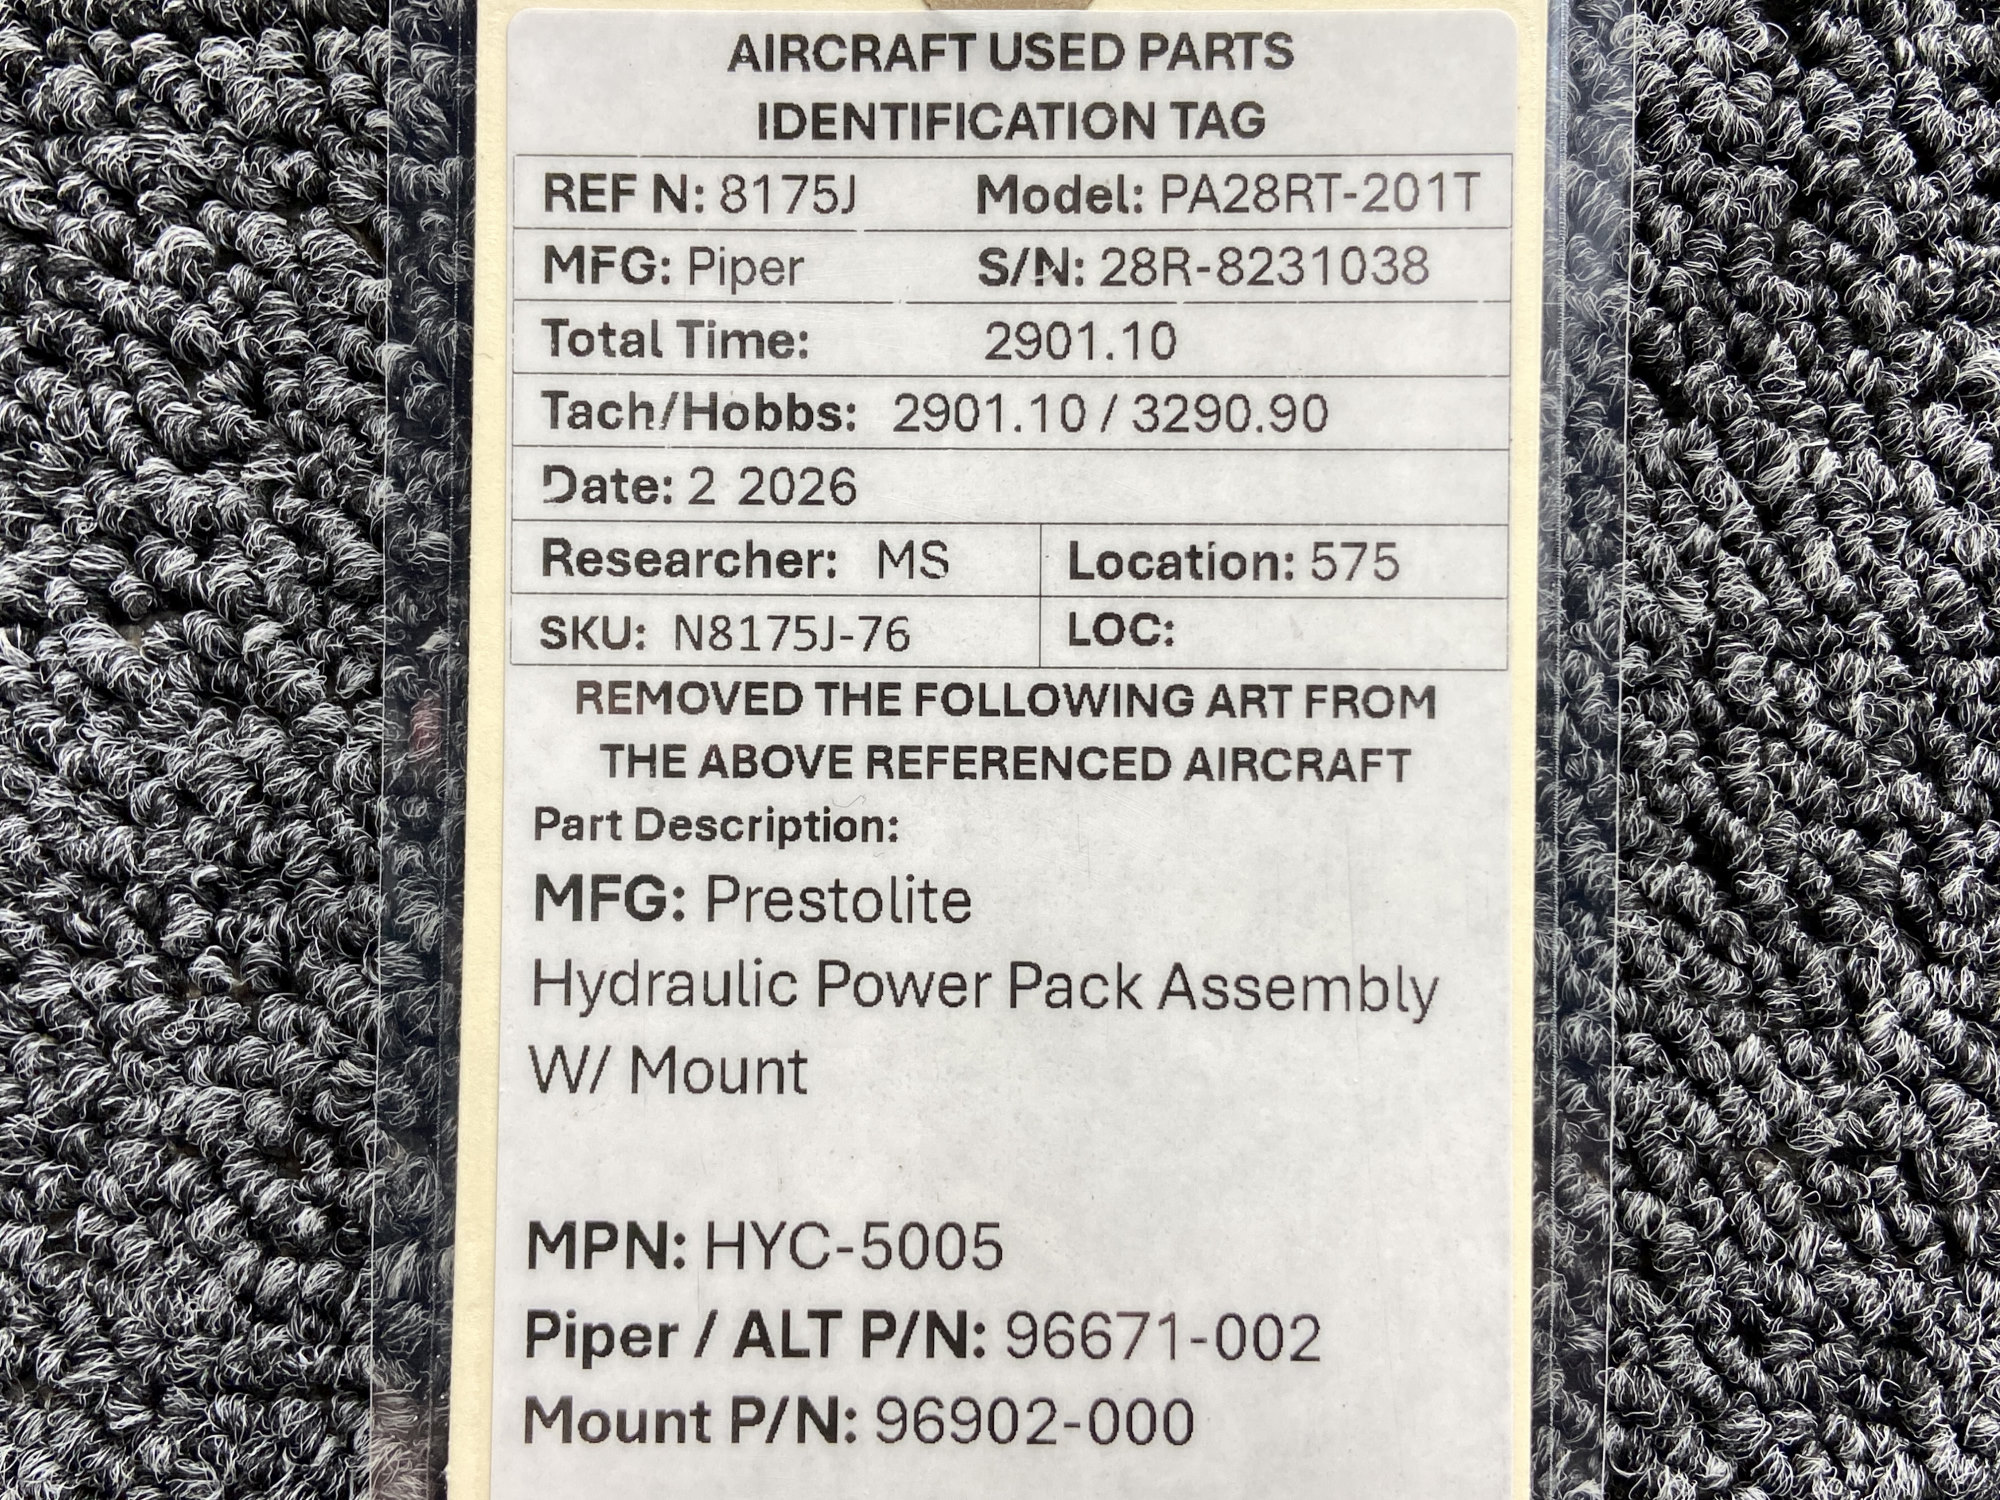 AIRCRAFT USED PARTS
IDENTIFICATION TAG
REF N: 8175J Model: PA28RT-201T
MFG: Piper S/N: 28R-8231038
Total Time: 2901.10
Tach/Hobbs: 2901.10 / 3290.90
Date: 2 2026
Researcher: MS Location: 575
SKU: N8175J-76 LOC:
REMOVED THE FOLLOWING ART FROM
THE ABOVE REFERENCED AIRCRAFT
Part Description:
MFG: Prestolite
Hydraulic Power Pack Assembly
W/ Mount
MPN: HYC-5005
Piper / ALT P/N: 96671-002
Mount P/N: 96902-000